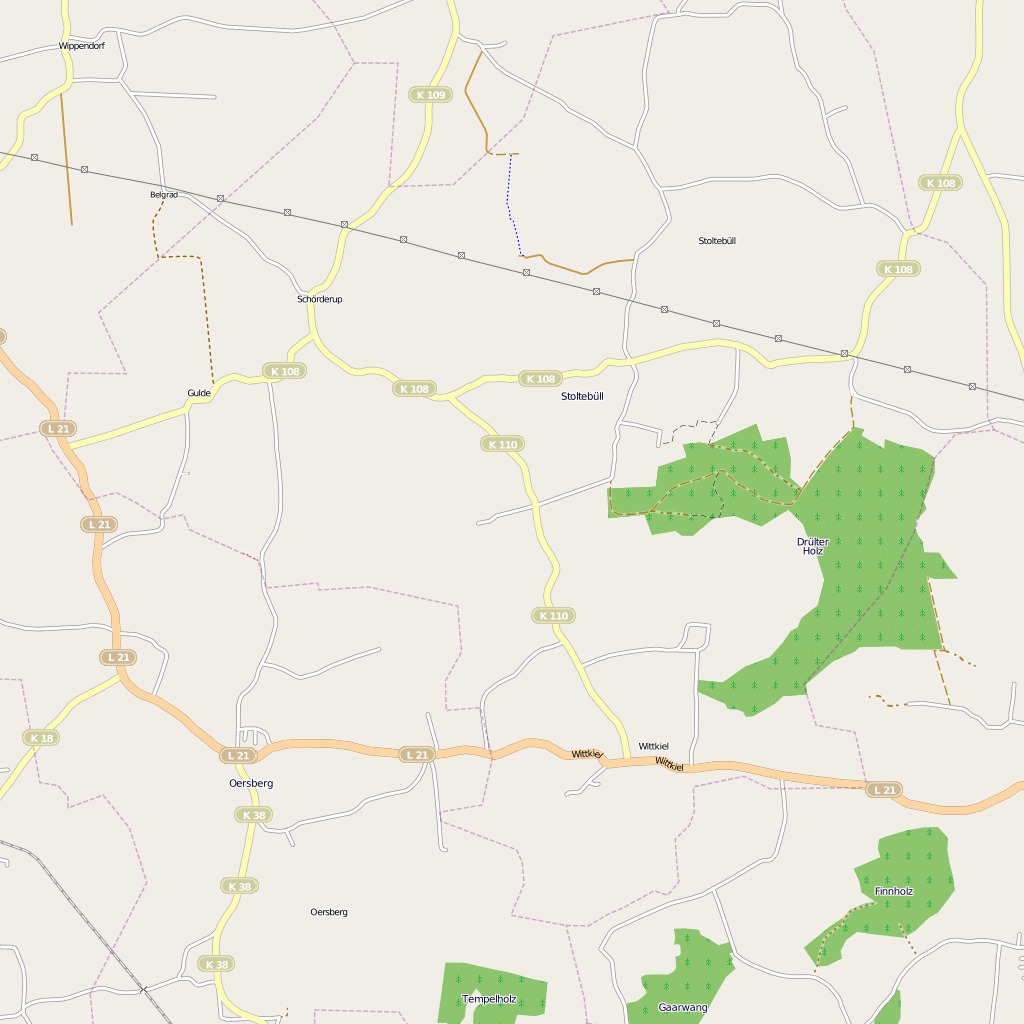 Wippendorf
K 109
K 108
Belgrad
Stoltebüll
K 108
Schörderup
K 108
K 108
K 108
Gulde
Stoltebüll
L 21
K 110
L 21
Drülter
Holz
K 110
L 21
K 18
Wittkiel
L 21
L 21
Wittkiel
Wittkiel
Oersberg
L 21
K 38
K 38
Finnholz
Oersberg
K 38
Tempelholz
Gaarwang